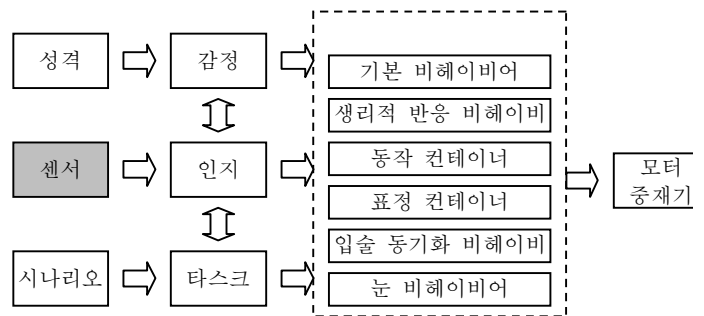 성격
감정
기본 비헤이비어
생리적 반응 비헤이비
센서
인지
동작 컨테이너
표정 컨테이너
모터
중재기
입술 동기화 비헤이비
시나리오
타스크
눈 비헤이비어